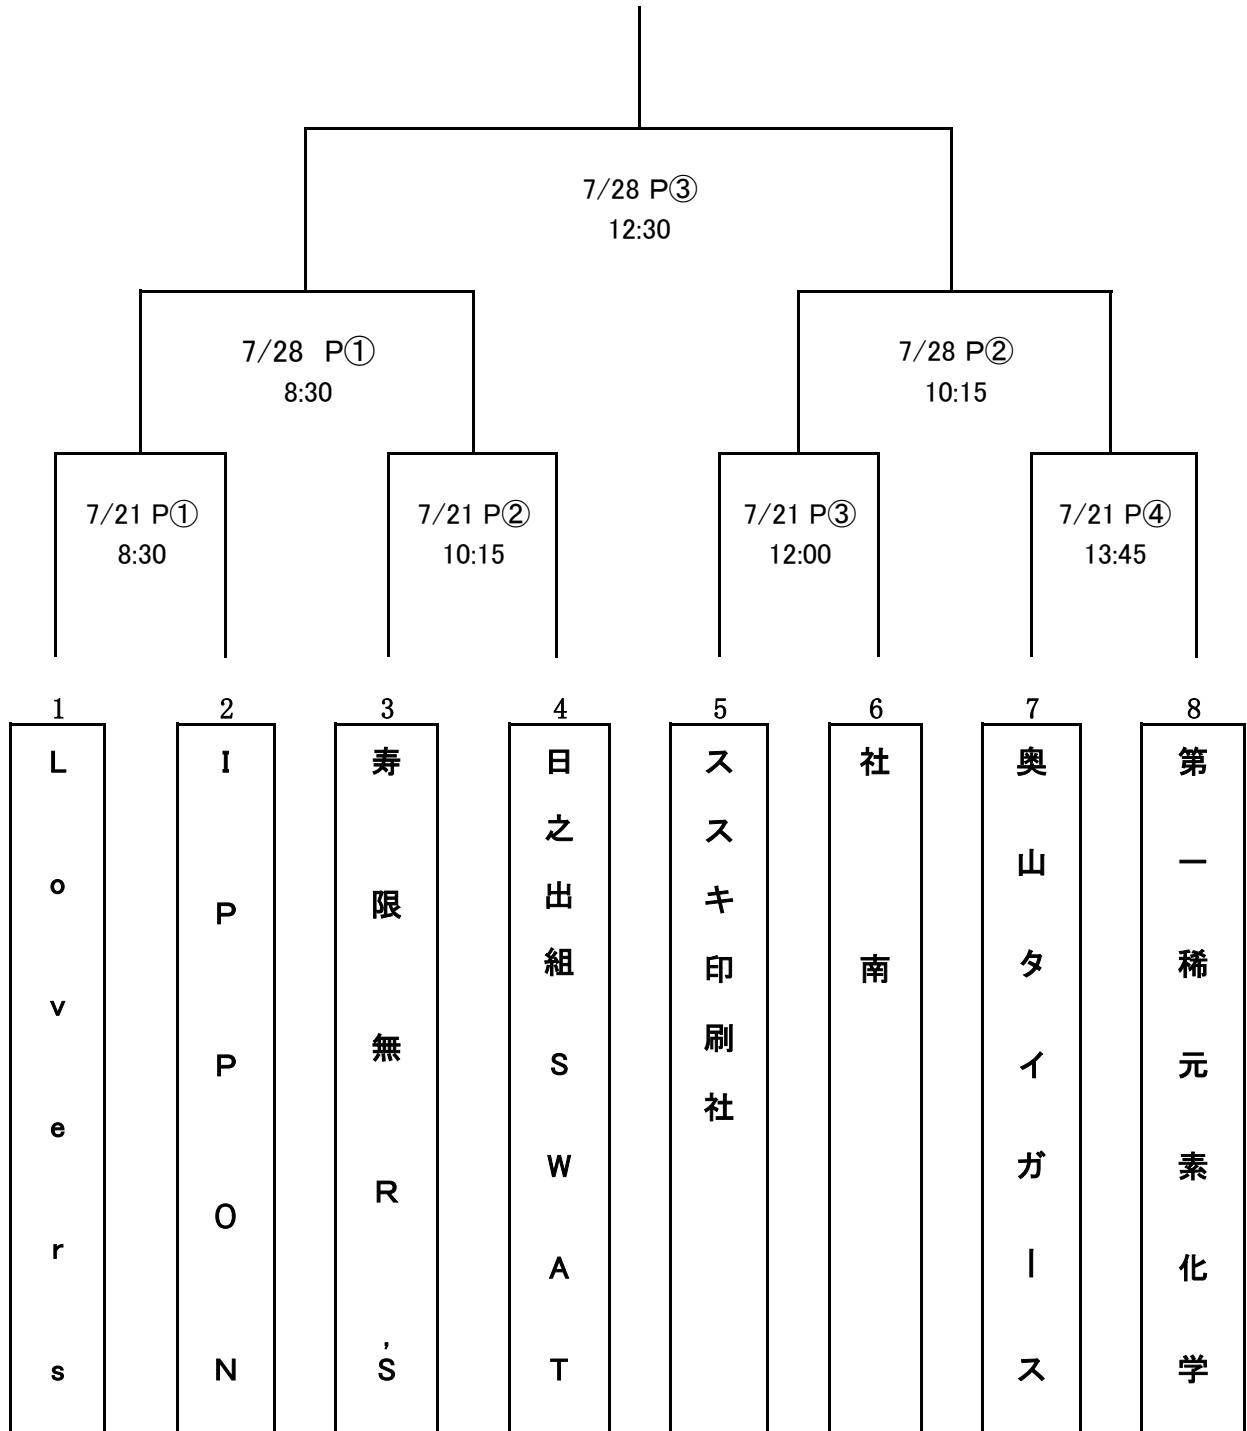 7/28 P③
12:30
7/28　P①
8:30
7/28 P②
10:15
7/21 P①
8:30
7/21 P②
10:15
7/21 P③
12:00
7/21 P④
13:45
1
2
3
4
5
6
7
8
Lovers
IPPON
寿限無R'S
日之出組SWAT
ススキ印刷社
社南
奥山タイガース
第一稀元素化学